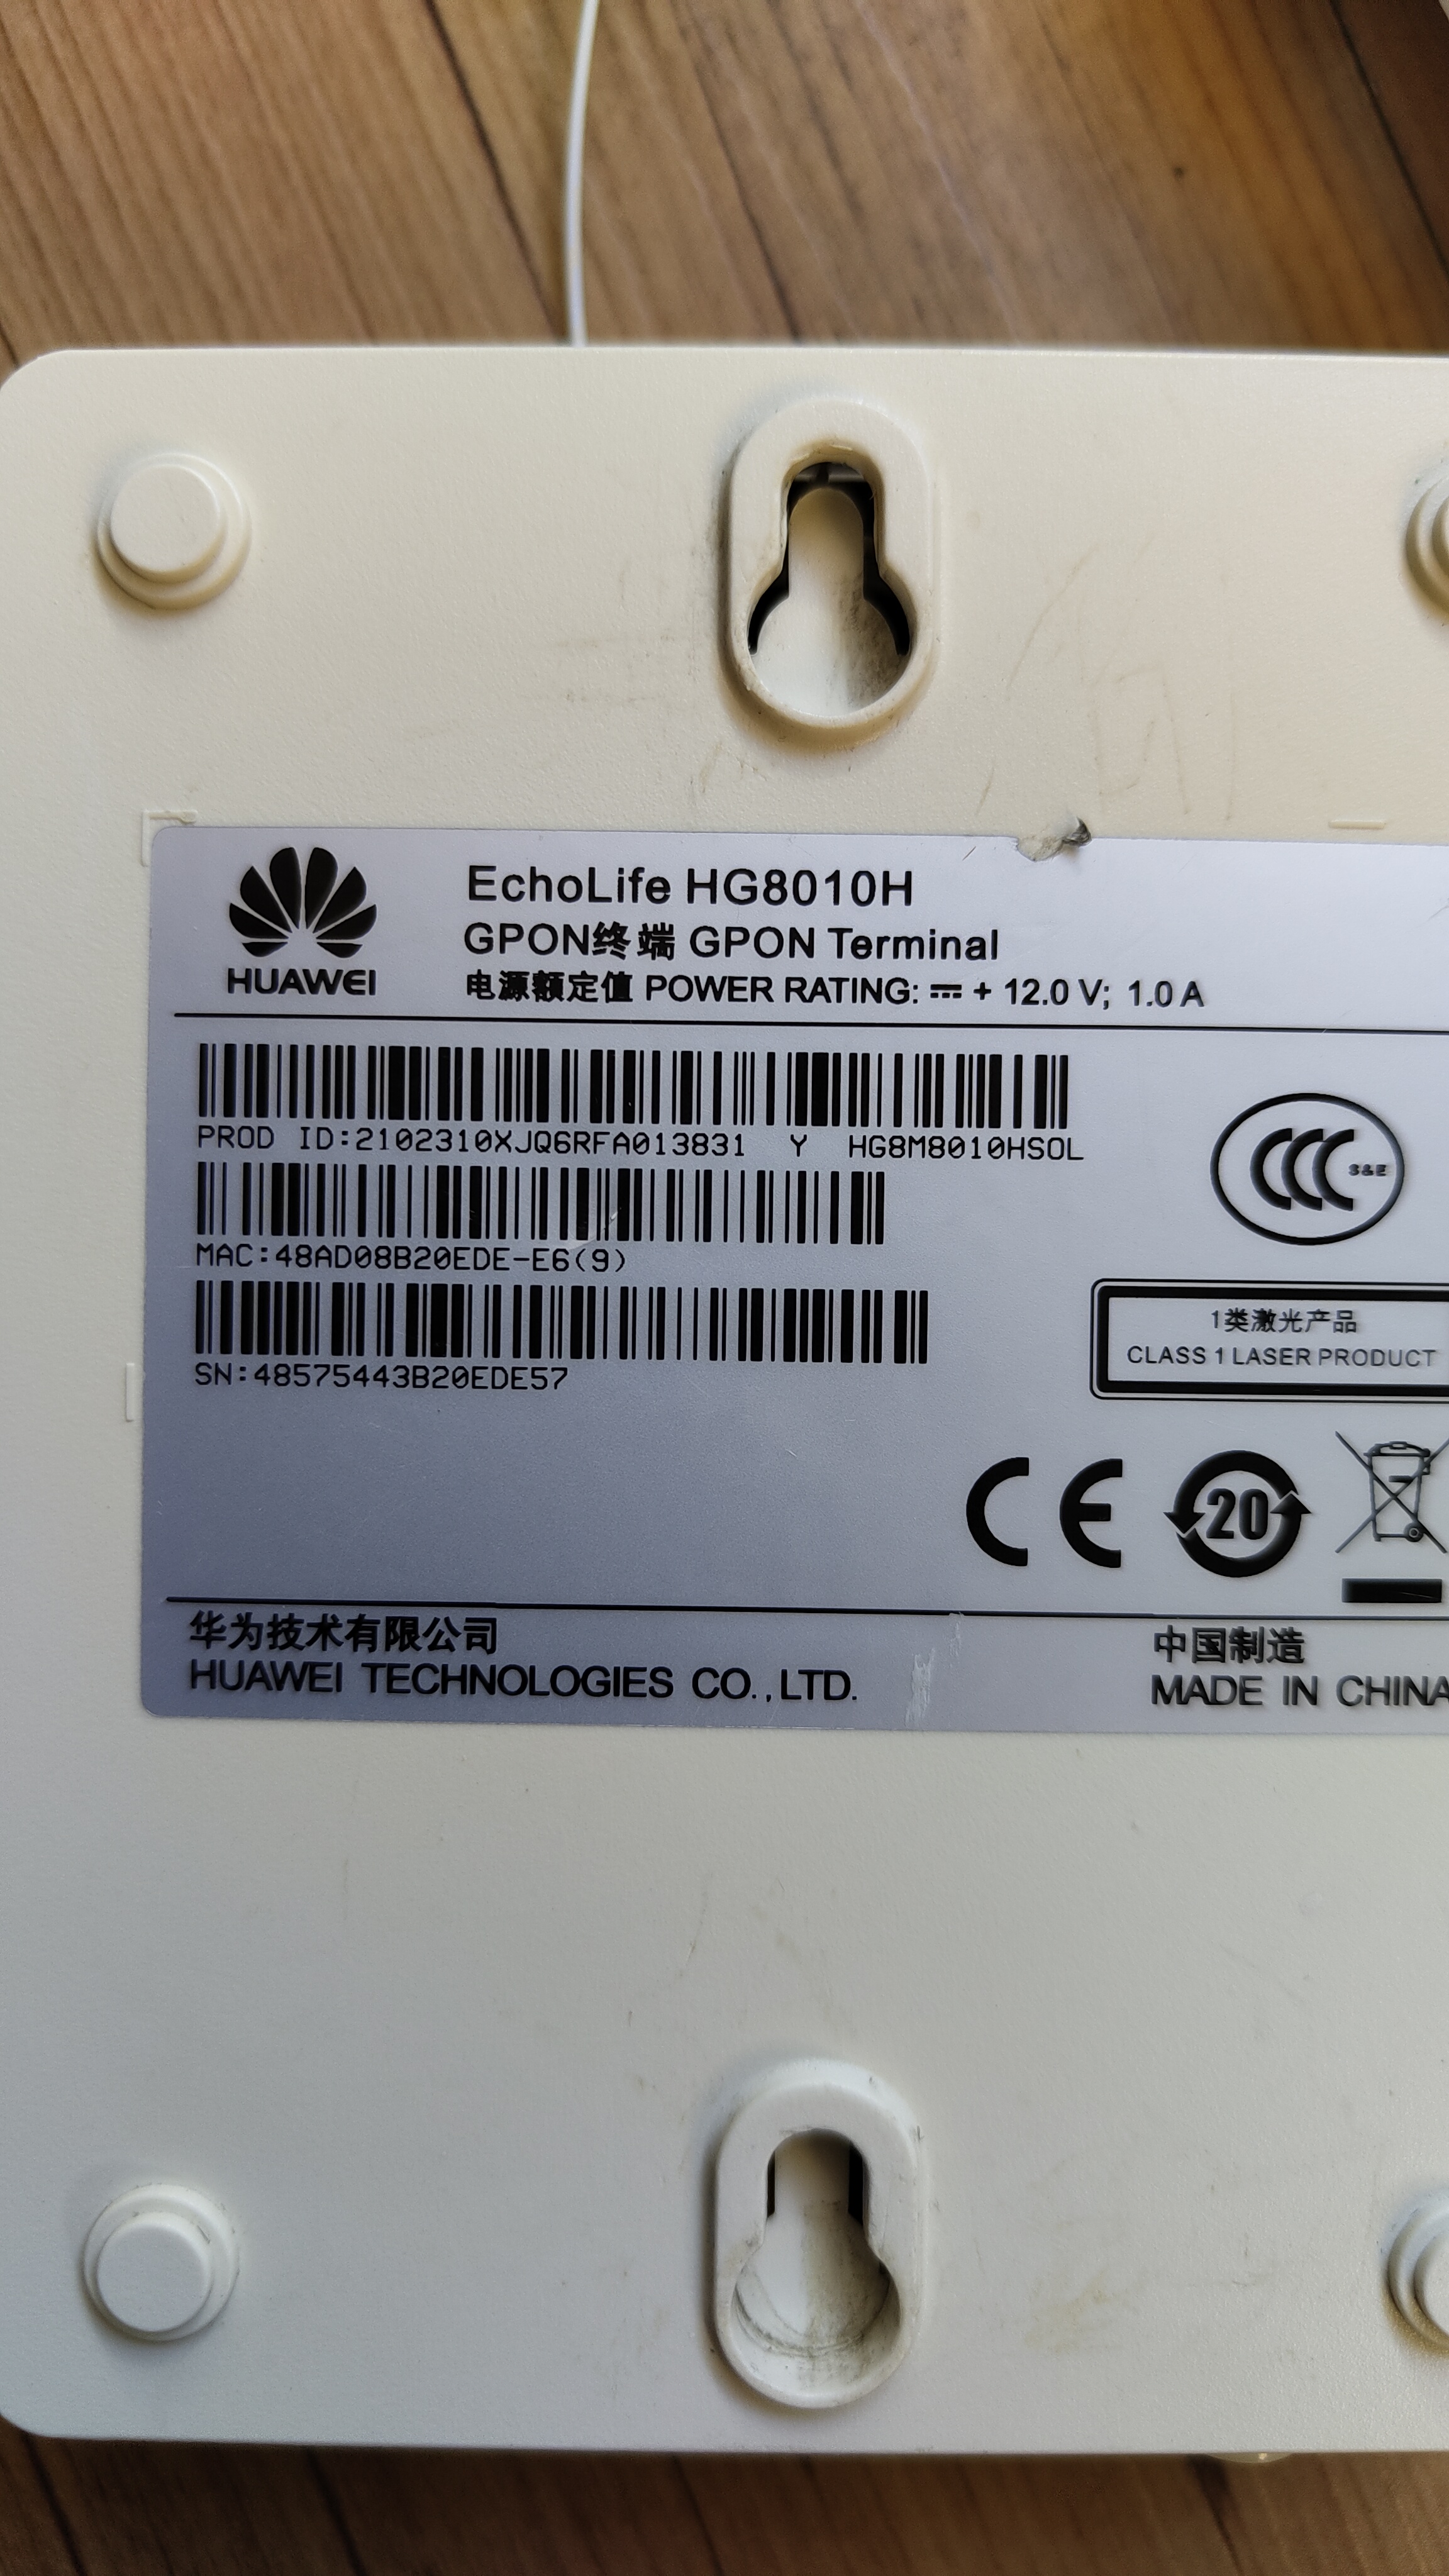 EchoLife HG8010H
GPON终端 GPON Terminal
电源额定值 POWER RATING: ⎓ + 12.0 V; 1.0 A
HUAWEI
PROD ID:2102310XJQ6RFA013831 Y HG8M8010HSOL
MAC:48AD08B20EDE-E6(9)
SN:48575443B20EDE57
CCC S&E
1类激光产品
CLASS 1 LASER PRODUCT
CE
20
华为技术有限公司
HUAWEI TECHNOLOGIES CO.,LTD.
中国制造
MADE IN CHINA